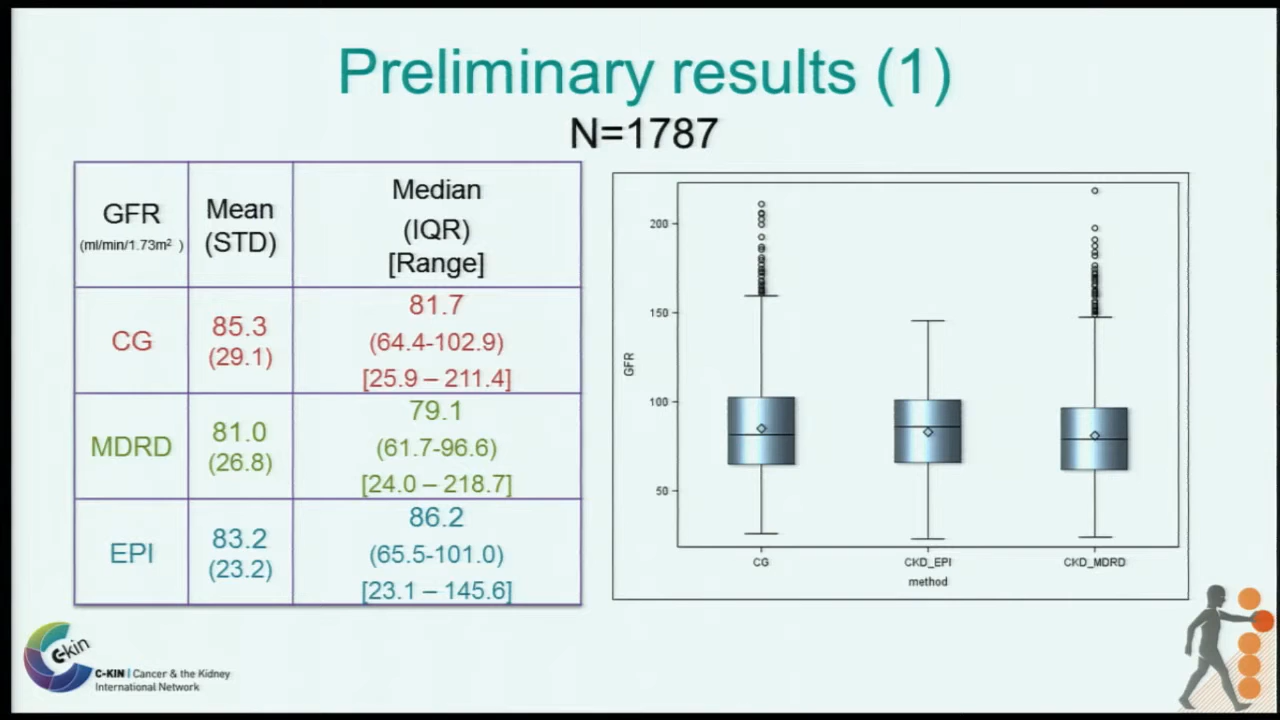 Preliminary results (1)
N=1787
GFR
(ml/min/1.73m² )
Mean
(STD)
Median
(IQR)
[Range]
CG
85.3
(29.1)
81.7
(64.4-102.9)
[25.9 – 211.4]
MDRD
81.0
(26.8)
79.1
(61.7-96.6)
[24.0 – 218.7]
EPI
83.2
(23.2)
86.2
(65.5-101.0)
[23.1 – 145.6]
GFR
200
150
100
50
CG CKD_EPI CKD_MDRD
method
c-kin
C-KIN | Cancer & the Kidney
International Network